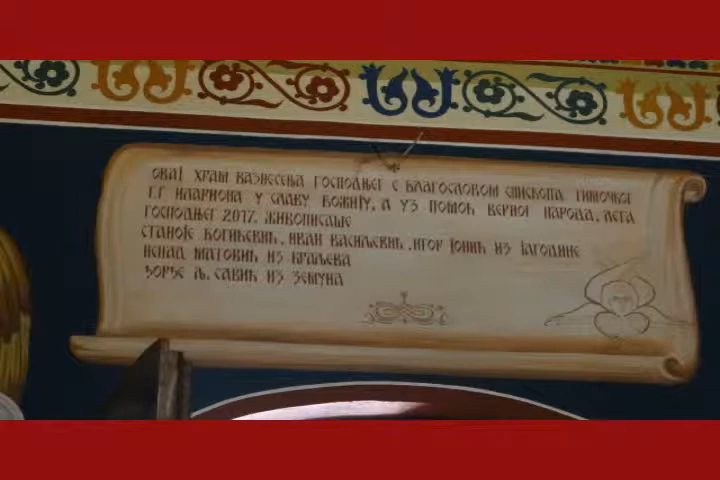 ОВАЈ ХРАМ ВАЗНЕСЕЊА ГОСПОДЊЕГ С БЛАГОСЛОВОМ ЕПИСКОПА ТИМОЧКОГ
Г.Г ИЛАРИОНА У СЛАВУ БОЖИЈУ, А УЗ ПОМОЋ ВЕРНОГ НАРОДА, ЛЕТА
ГОСПОДЊЕГ 2017. ЖИВОПИСАШЕ
СТАНОЈЕ ЂОГИЋЕВИЋ, ИВАН ВАСИЉЕВИЋ, ИГОР ЈОНИЋ ИЗ ЈАГОДИНЕ
НЕНАД МАТОВИЋ ИЗ КРАЉЕВА
ЂОРЂЕ Љ. САВИЋ ИЗ ЗЕМУНА